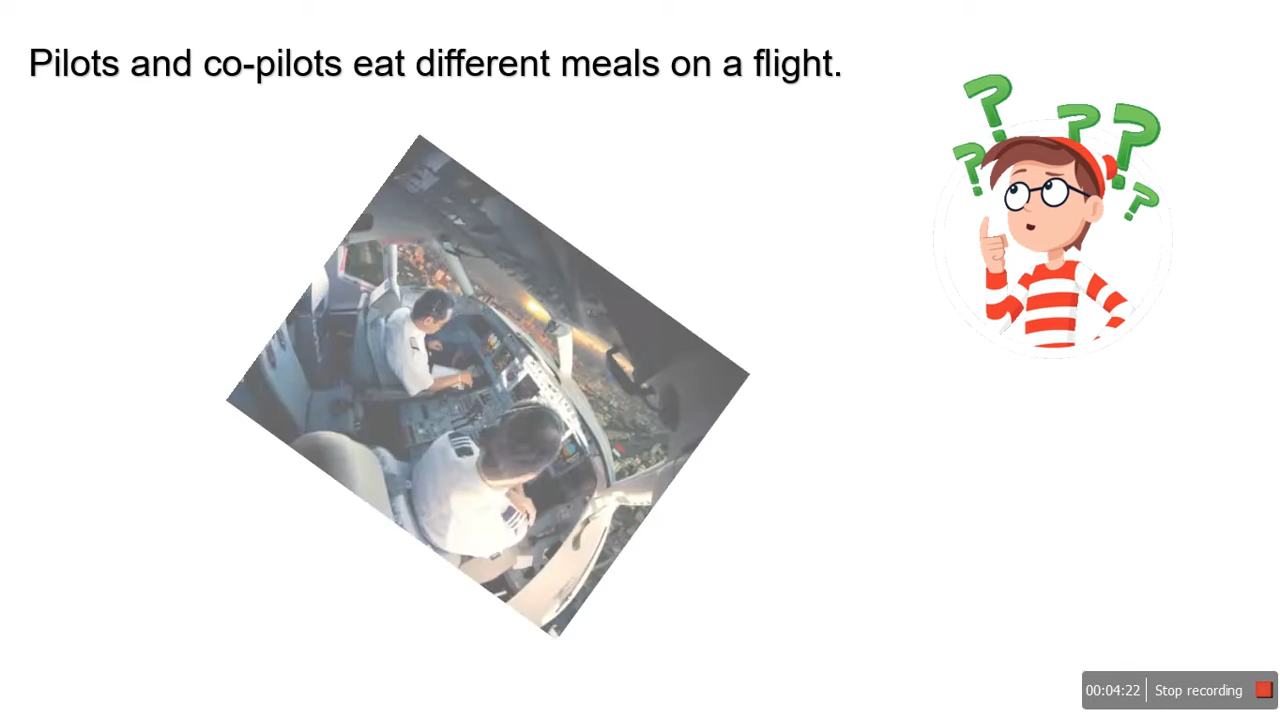 Pilots and co-pilots eat different meals on a flight.
? ? ? ? ?
00:04:22 Stop recording